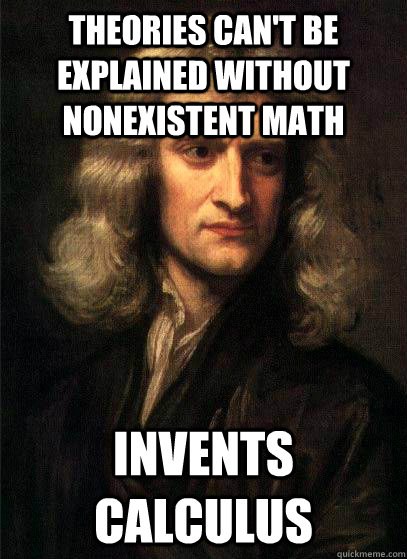 THEORIES CAN'T BE
EXPLAINED WITHOUT
NONEXISTENT MATH
INVENTS
CALCULUS
quickmeme.com